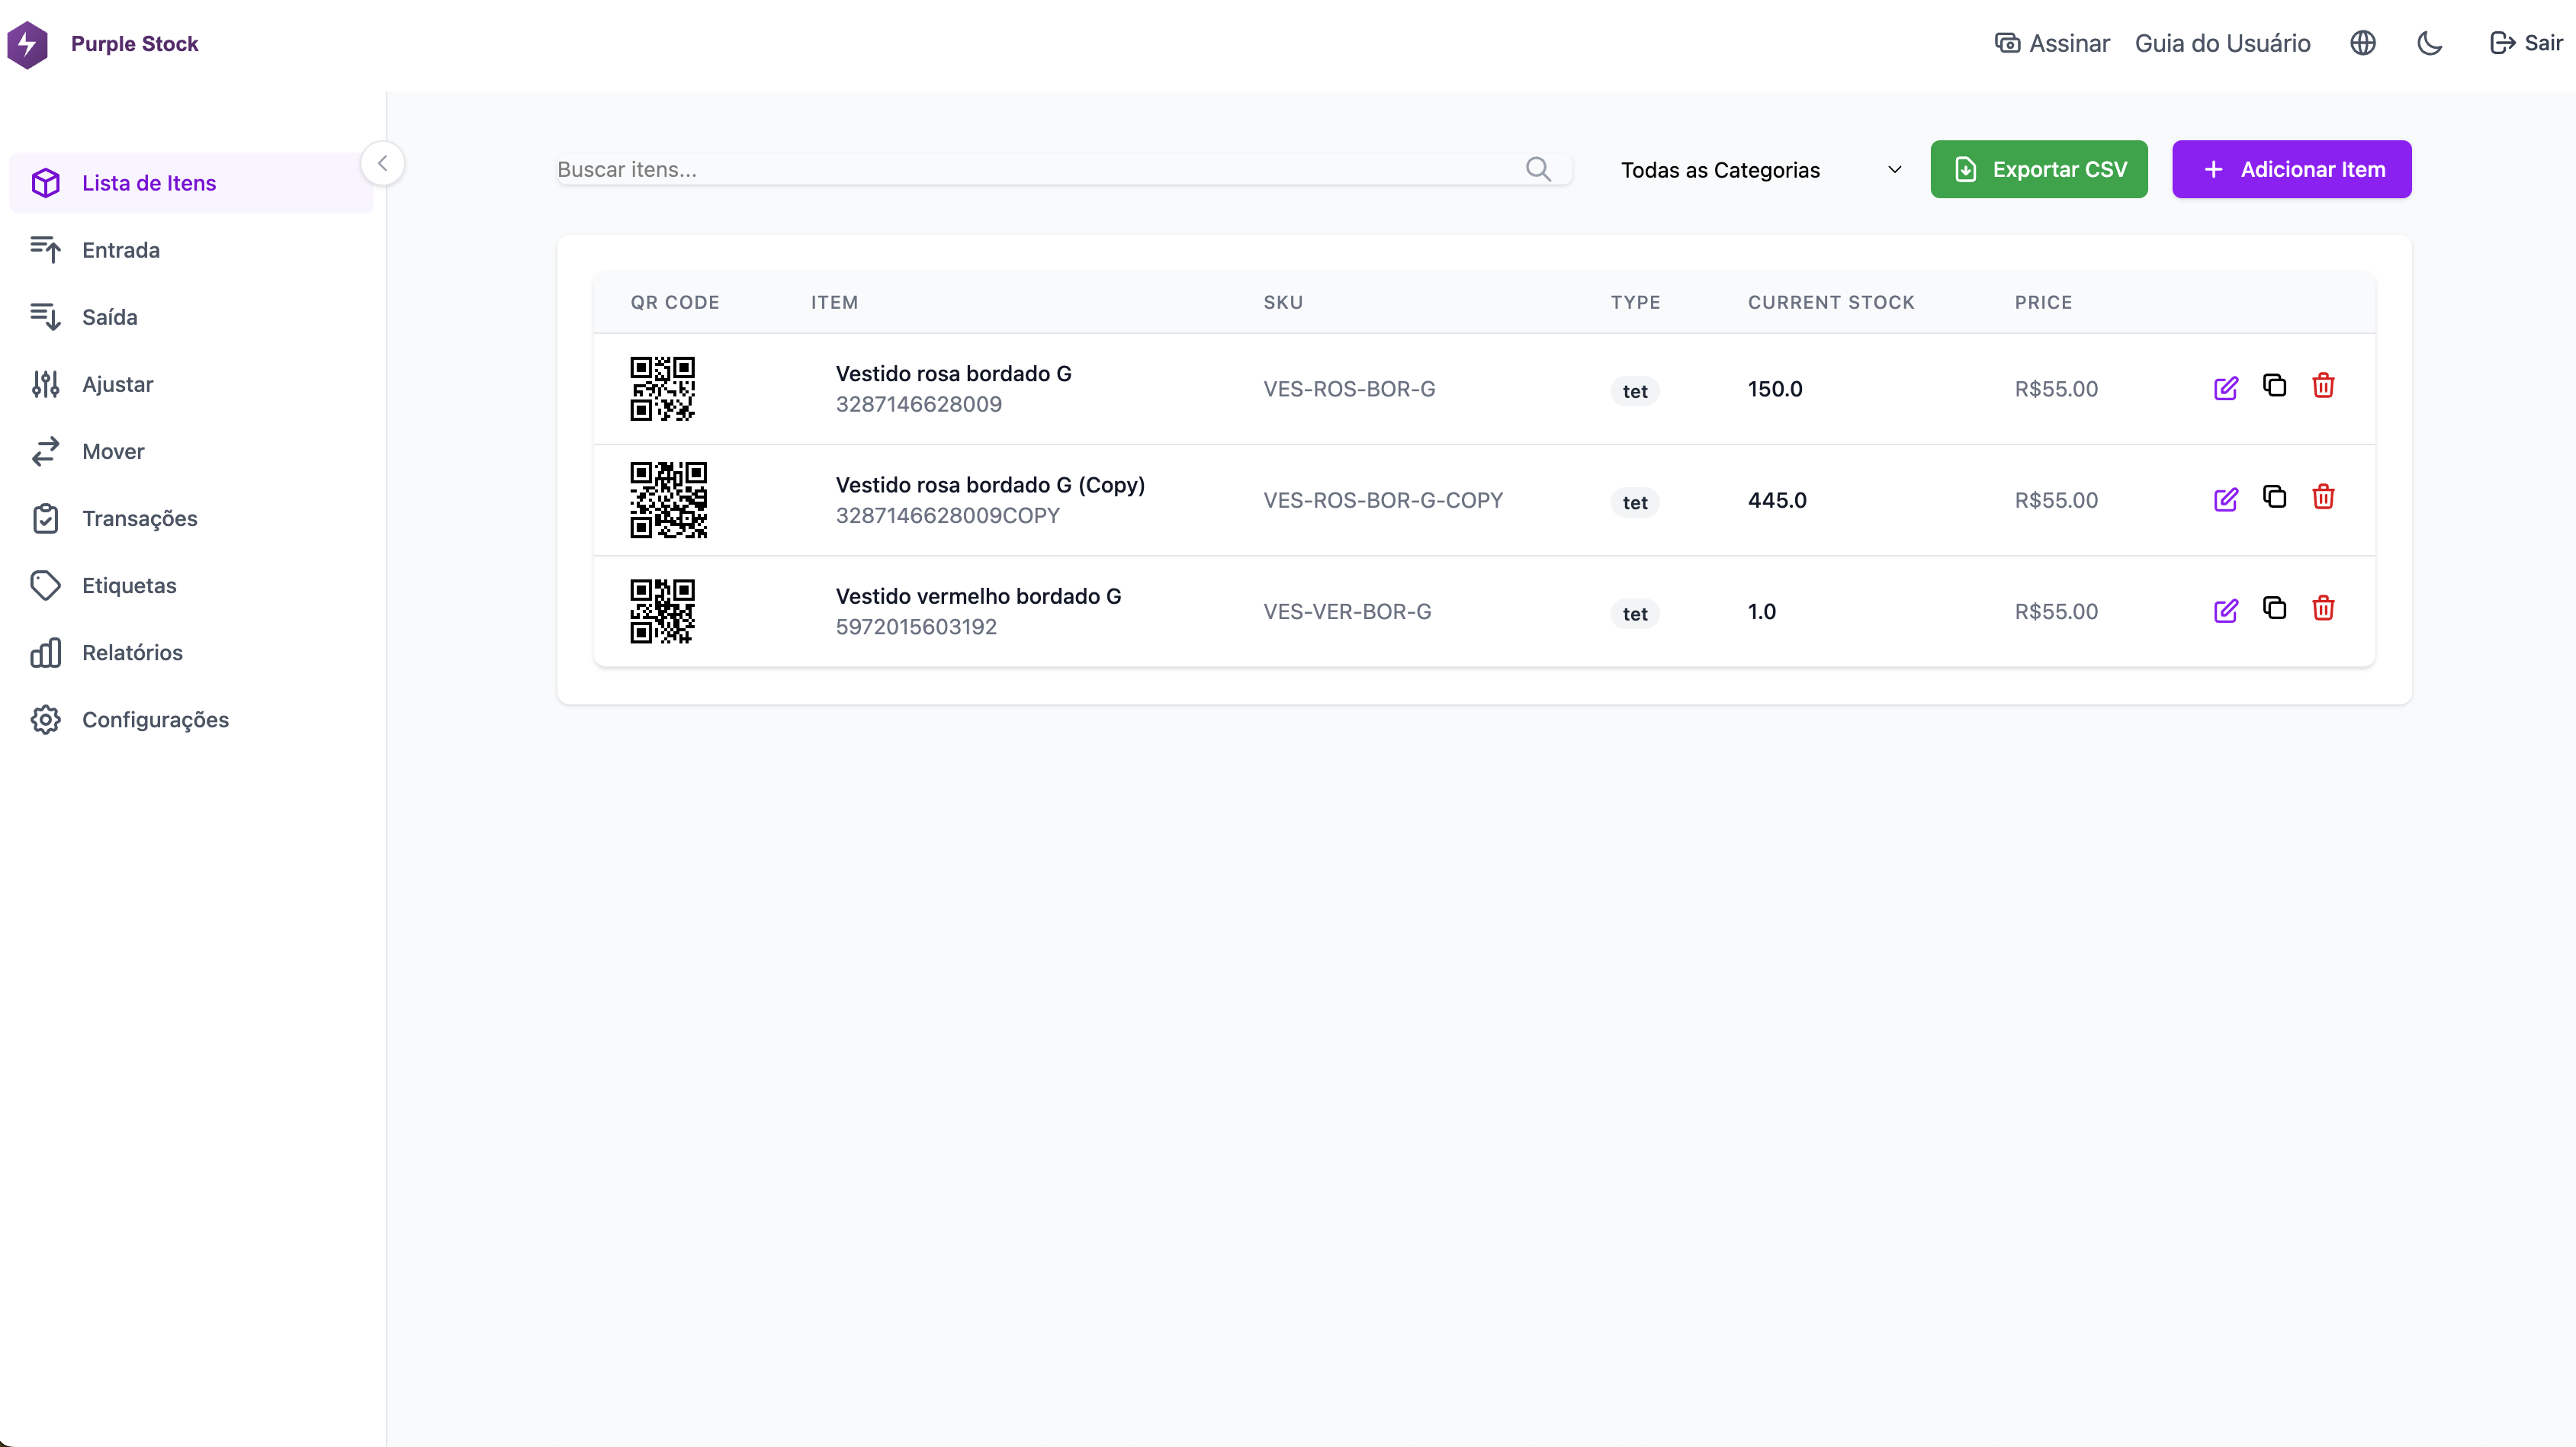 Purple Stock
Assinar
Guia do Usuário
Sair
Lista de Itens
Entrada
Saída
Ajustar
Mover
Transações
Etiquetas
Relatórios
Configurações
Buscar itens...
Todas as Categorias
Exportar CSV
Adicionar Item
QR CODE ITEM SKU TYPE CURRENT STOCK PRICE
Vestido rosa bordado G
3287146628009
VES-ROS-BOR-G tet 150.0 R$55.00
Vestido rosa bordado G (Copy)
3287146628009COPY
VES-ROS-BOR-G-COPY tet 445.0 R$55.00
Vestido vermelho bordado G
5972015603192
VES-VER-BOR-G tet 1.0 R$55.00